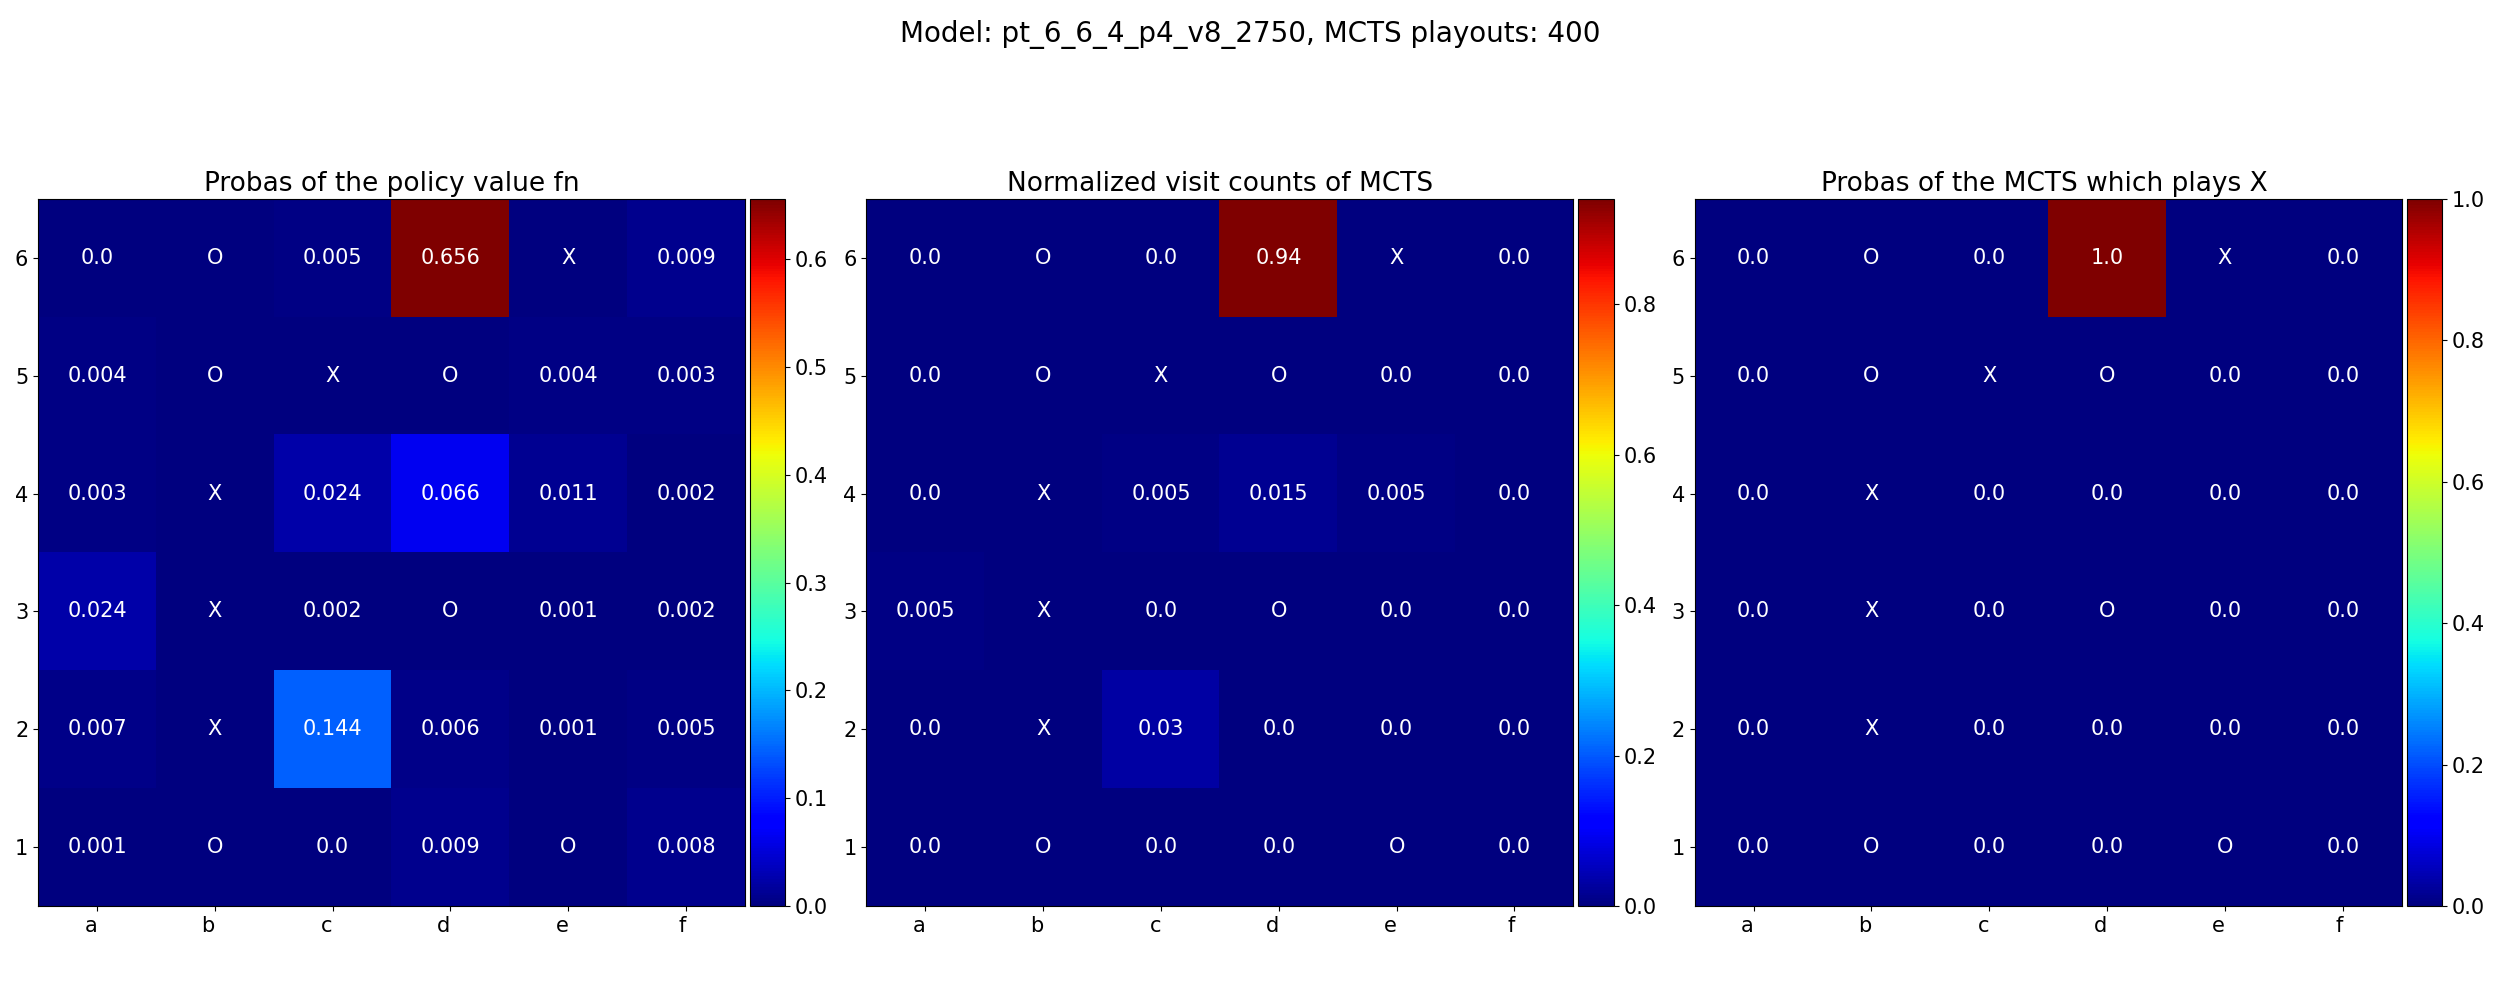 Model: pt_6_6_4_p4_v8_2750, MCTS playouts: 400
Probas of the policy value fn
6 0.0 O 0.005 0.656 X 0.009
5 0.004 O X O 0.004 0.003
4 0.003 X 0.024 0.066 0.011 0.002
3 0.024 X 0.002 O 0.001 0.002
2 0.007 X 0.144 0.006 0.001 0.005
1 0.001 O 0.0 0.009 O 0.008
a b c d e f
0.6
0.5
0.4
0.3
0.2
0.1
0.0
Normalized visit counts of MCTS
6 0.0 O 0.0 0.94 X 0.0
5 0.0 O X O 0.0 0.0
4 0.0 X 0.005 0.015 0.005 0.0
3 0.005 X 0.0 O 0.0 0.0
2 0.0 X 0.03 0.0 0.0 0.0
1 0.0 O 0.0 0.0 O 0.0
a b c d e f
0.8
0.6
0.4
0.2
0.0
Probas of the MCTS which plays X
6 0.0 O 0.0 1.0 X 0.0
5 0.0 O X O 0.0 0.0
4 0.0 X 0.0 0.0 0.0 0.0
3 0.0 X 0.0 O 0.0 0.0
2 0.0 X 0.0 0.0 0.0 0.0
1 0.0 O 0.0 0.0 O 0.0
a b c d e f
1.0
0.8
0.6
0.4
0.2
0.0